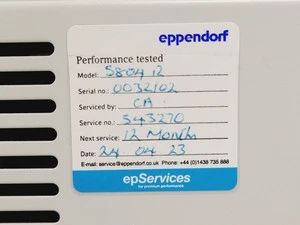 eppendorf
Performance tested
Model: 5804 12
Serial no.: 0032102
Serviced by: CA
Service no.: 543270
Next service: 12 Month
Date: 24 04 23
E-mail: service@eppendorf.co.uk Phone: +44 (0)1438 735 888
epServices
for premium performance